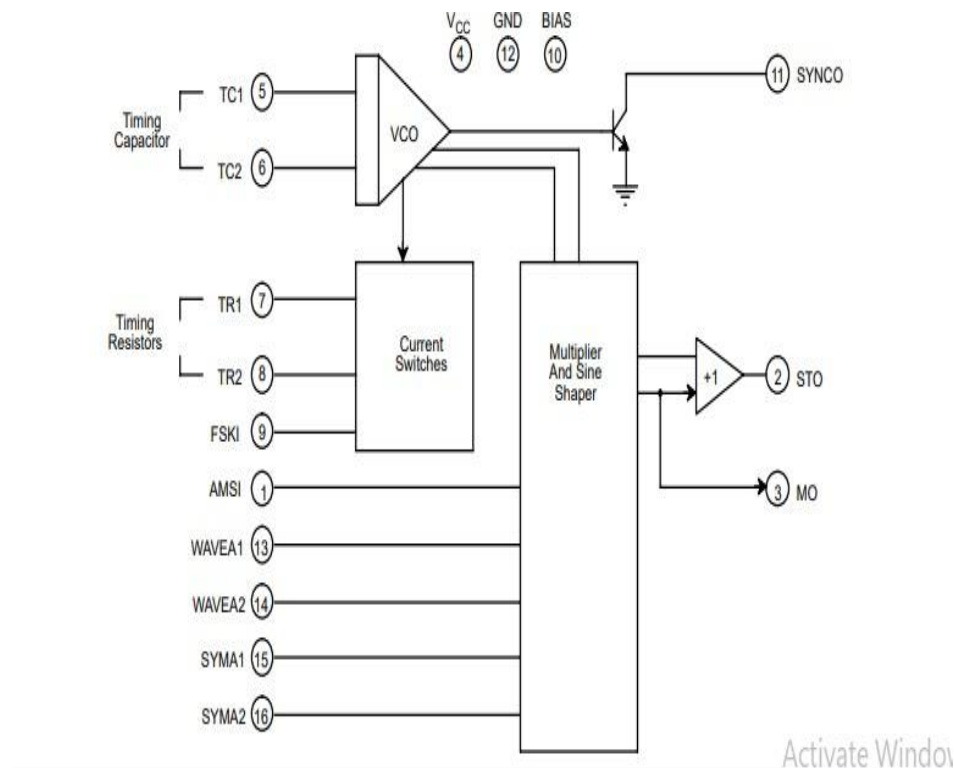 VCC GND BIAS
4 12 10
11 SYNCO
TC1 5
Timing
Capacitor
VCO
TC2 6
TR1 7
Timing
Resistors
Current
Switches
Multiplier
And Sine
Shaper
TR2 8
+1
2 STO
FSKI 9
AMSI 1
3 MO
WAVEA1 13
WAVEA2 14
SYMA1 15
SYMA2 16
Activate Window